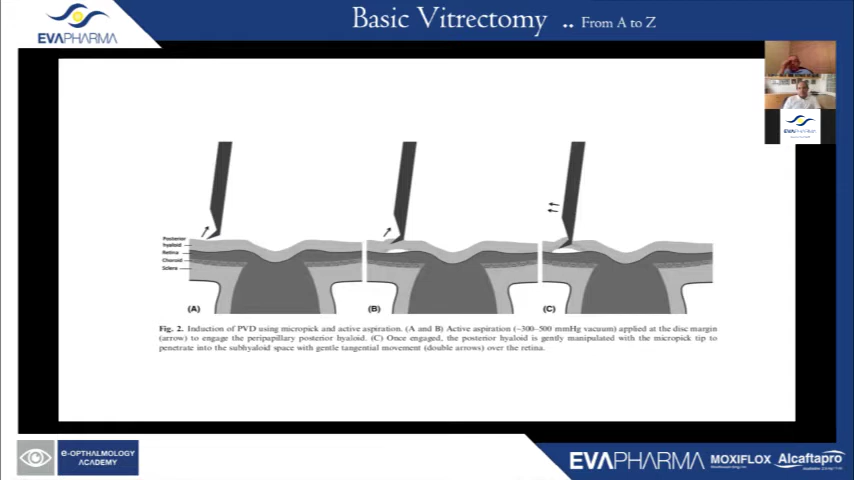 EVAPHARMA
Basic Vitrectomy .. From A to Z
EVAPHARMA
Posterior
hyaloid
Retina
Choroid
Sclera
(A)
(B)
(C)
Fig. 2. Induction of PVD using micropick and active aspiration. (A and B) Active aspiration (~300–500 mmHg vacuum) applied at the disc margin
(arrow) to engage the peripapillary posterior hyaloid. (C) Once engaged, the posterior hyaloid is gently manipulated with the micropick tip to
penetrate into the subhyaloid space with gentle tangential movement (double arrows) over the retina.
e-OPTHALMOLOGY
ACADEMY
EVAPHARMA
MOXIFLOX
Alcaftapro